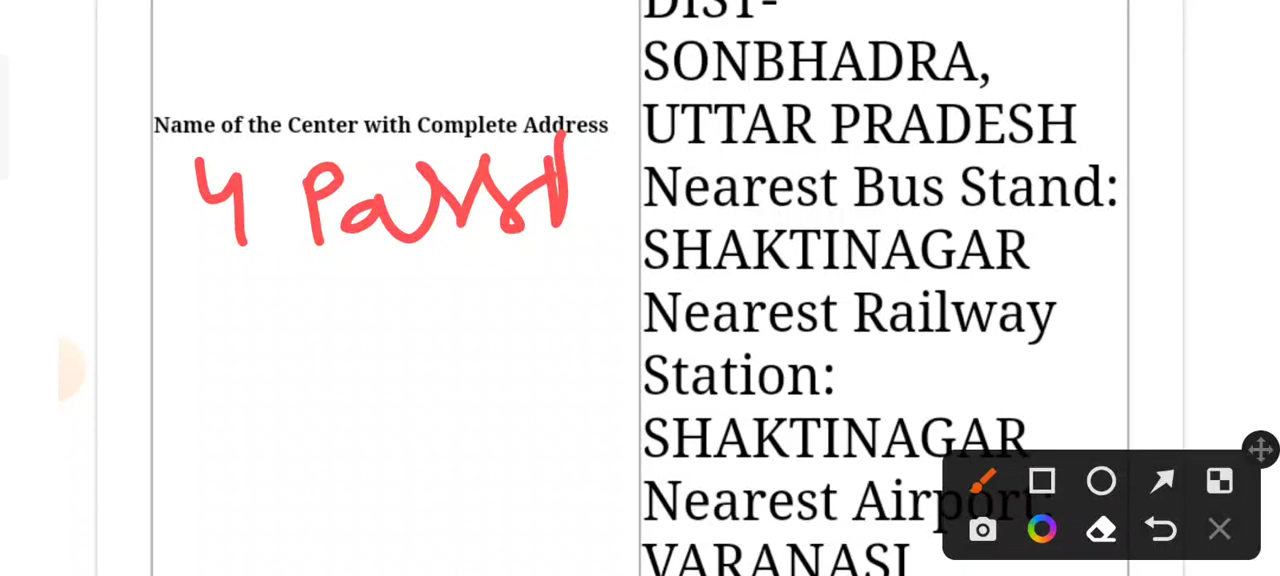 Name of the Center with Complete Address
4
DIST-
SONBHADRA,
UTTAR PRADESH
Nearest Bus Stand:
SHAKTINAGAR
Nearest Railway
Station:
SHAKTINAGAR
Nearest Airport:
VARANASI